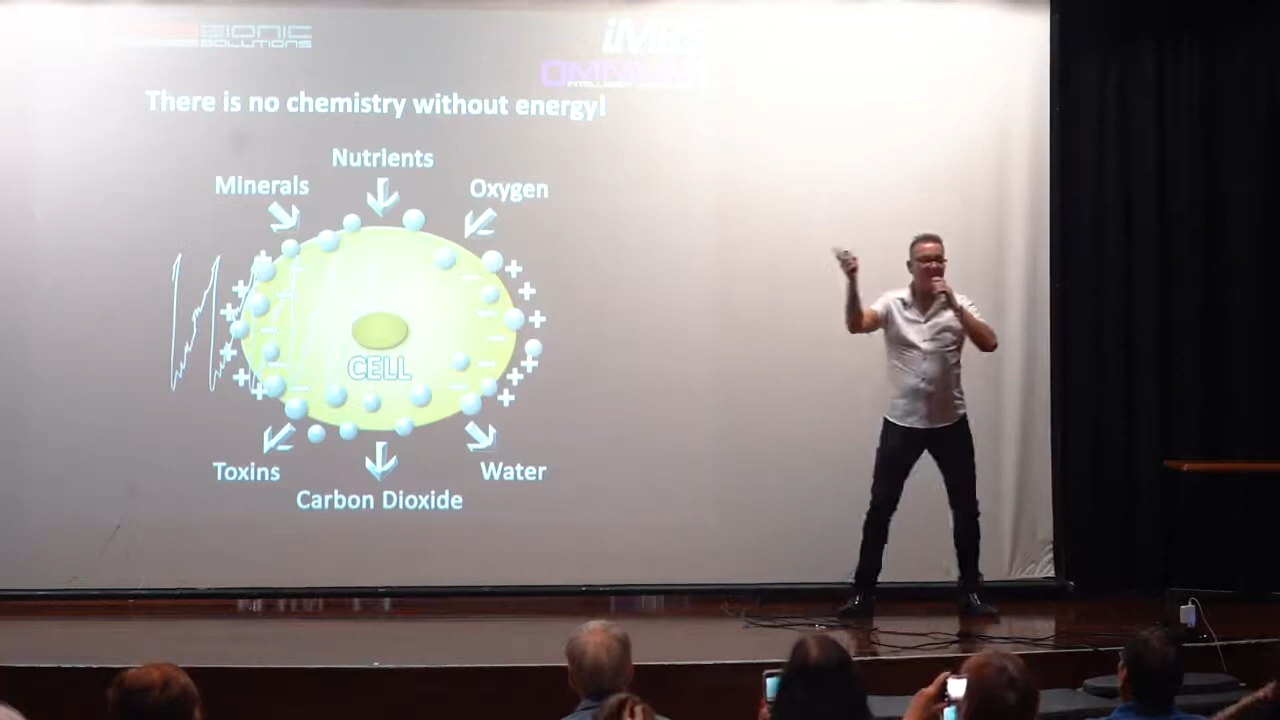 BIONIC
SOLUTIONS
iMRS
There is no chemistry without energy!
Nutrients
Minerals
Oxygen
CELL
Toxins
Water
Carbon Dioxide